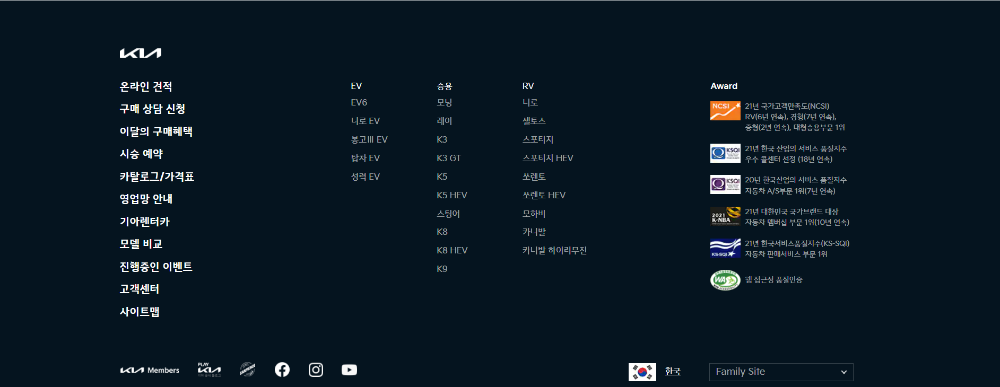 KIA
온라인 견적
구매 상담 신청
이달의 구매혜택
시승 예약
카탈로그/가격표
영업망 안내
기아렌터카
모델 비교
진행중인 이벤트
고객센터
사이트맵
EV
EV6
니로 EV
봉고III EV
탑차 EV
성력 EV
승용
모닝
레이
K3
K3 GT
K5
K5 HEV
스팅어
K8
K8 HEV
K9
RV
니로
셀토스
스포티지
스포티지 HEV
쏘렌토
쏘렌토 HEV
모하비
카니발
카니발 하이리무진
Award
NCSI
21년 국가고객만족도(NCSI)
RV(6년 연속), 경형(7년 연속),
중형(2년 연속), 대형승용부문 1위
KSQI
21년 한국 산업의 서비스 품질지수
우수 콜센터 선정 (18년 연속)
KSQI
20년 한국산업의 서비스 품질지수
자동차 A/S부문 1위(7년 연속)
2021
K-NBA
21년 대한민국 국가브랜드 대상
자동차 멤버십 부문 1위(10년 연속)
KS-SQI
21년 한국서비스품질지수(KS-SQI)
자동차 판매서비스 부문 1위
WA
웹 접근성 품질인증
KIA Members
PLAY
KIA
기아 공식 블로그
한국
Family Site